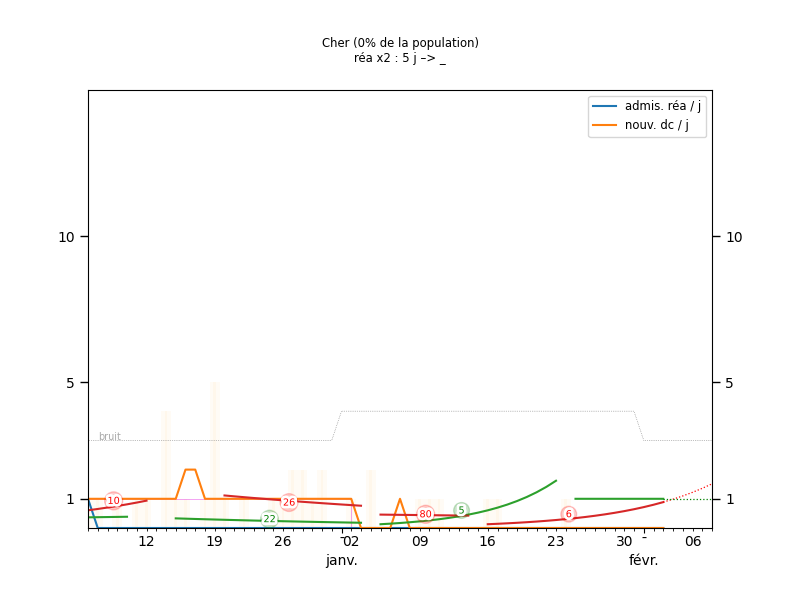 Cher (0% de la population)
réa x2 : 5 j –> _
admis. réa / j
nouv. dc / j
10 10
5 5
bruit
1 1
10 22 26 80 5 6
12 19 26 02 09 16 23 30 06
janv. févr.